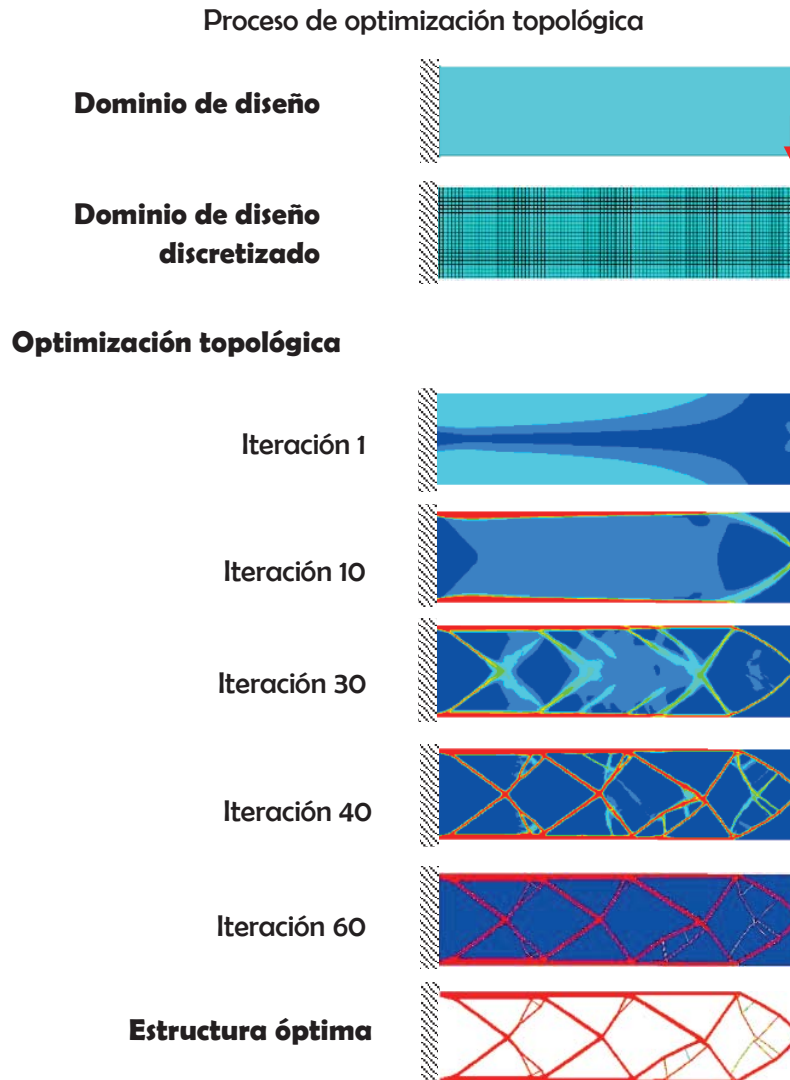 Proceso de optimización topológica
Dominio de diseño
Dominio de diseño
discretizado
Optimización topológica
Iteración 1
Iteración 10
Iteración 30
Iteración 40
Iteración 60
Estructura óptima